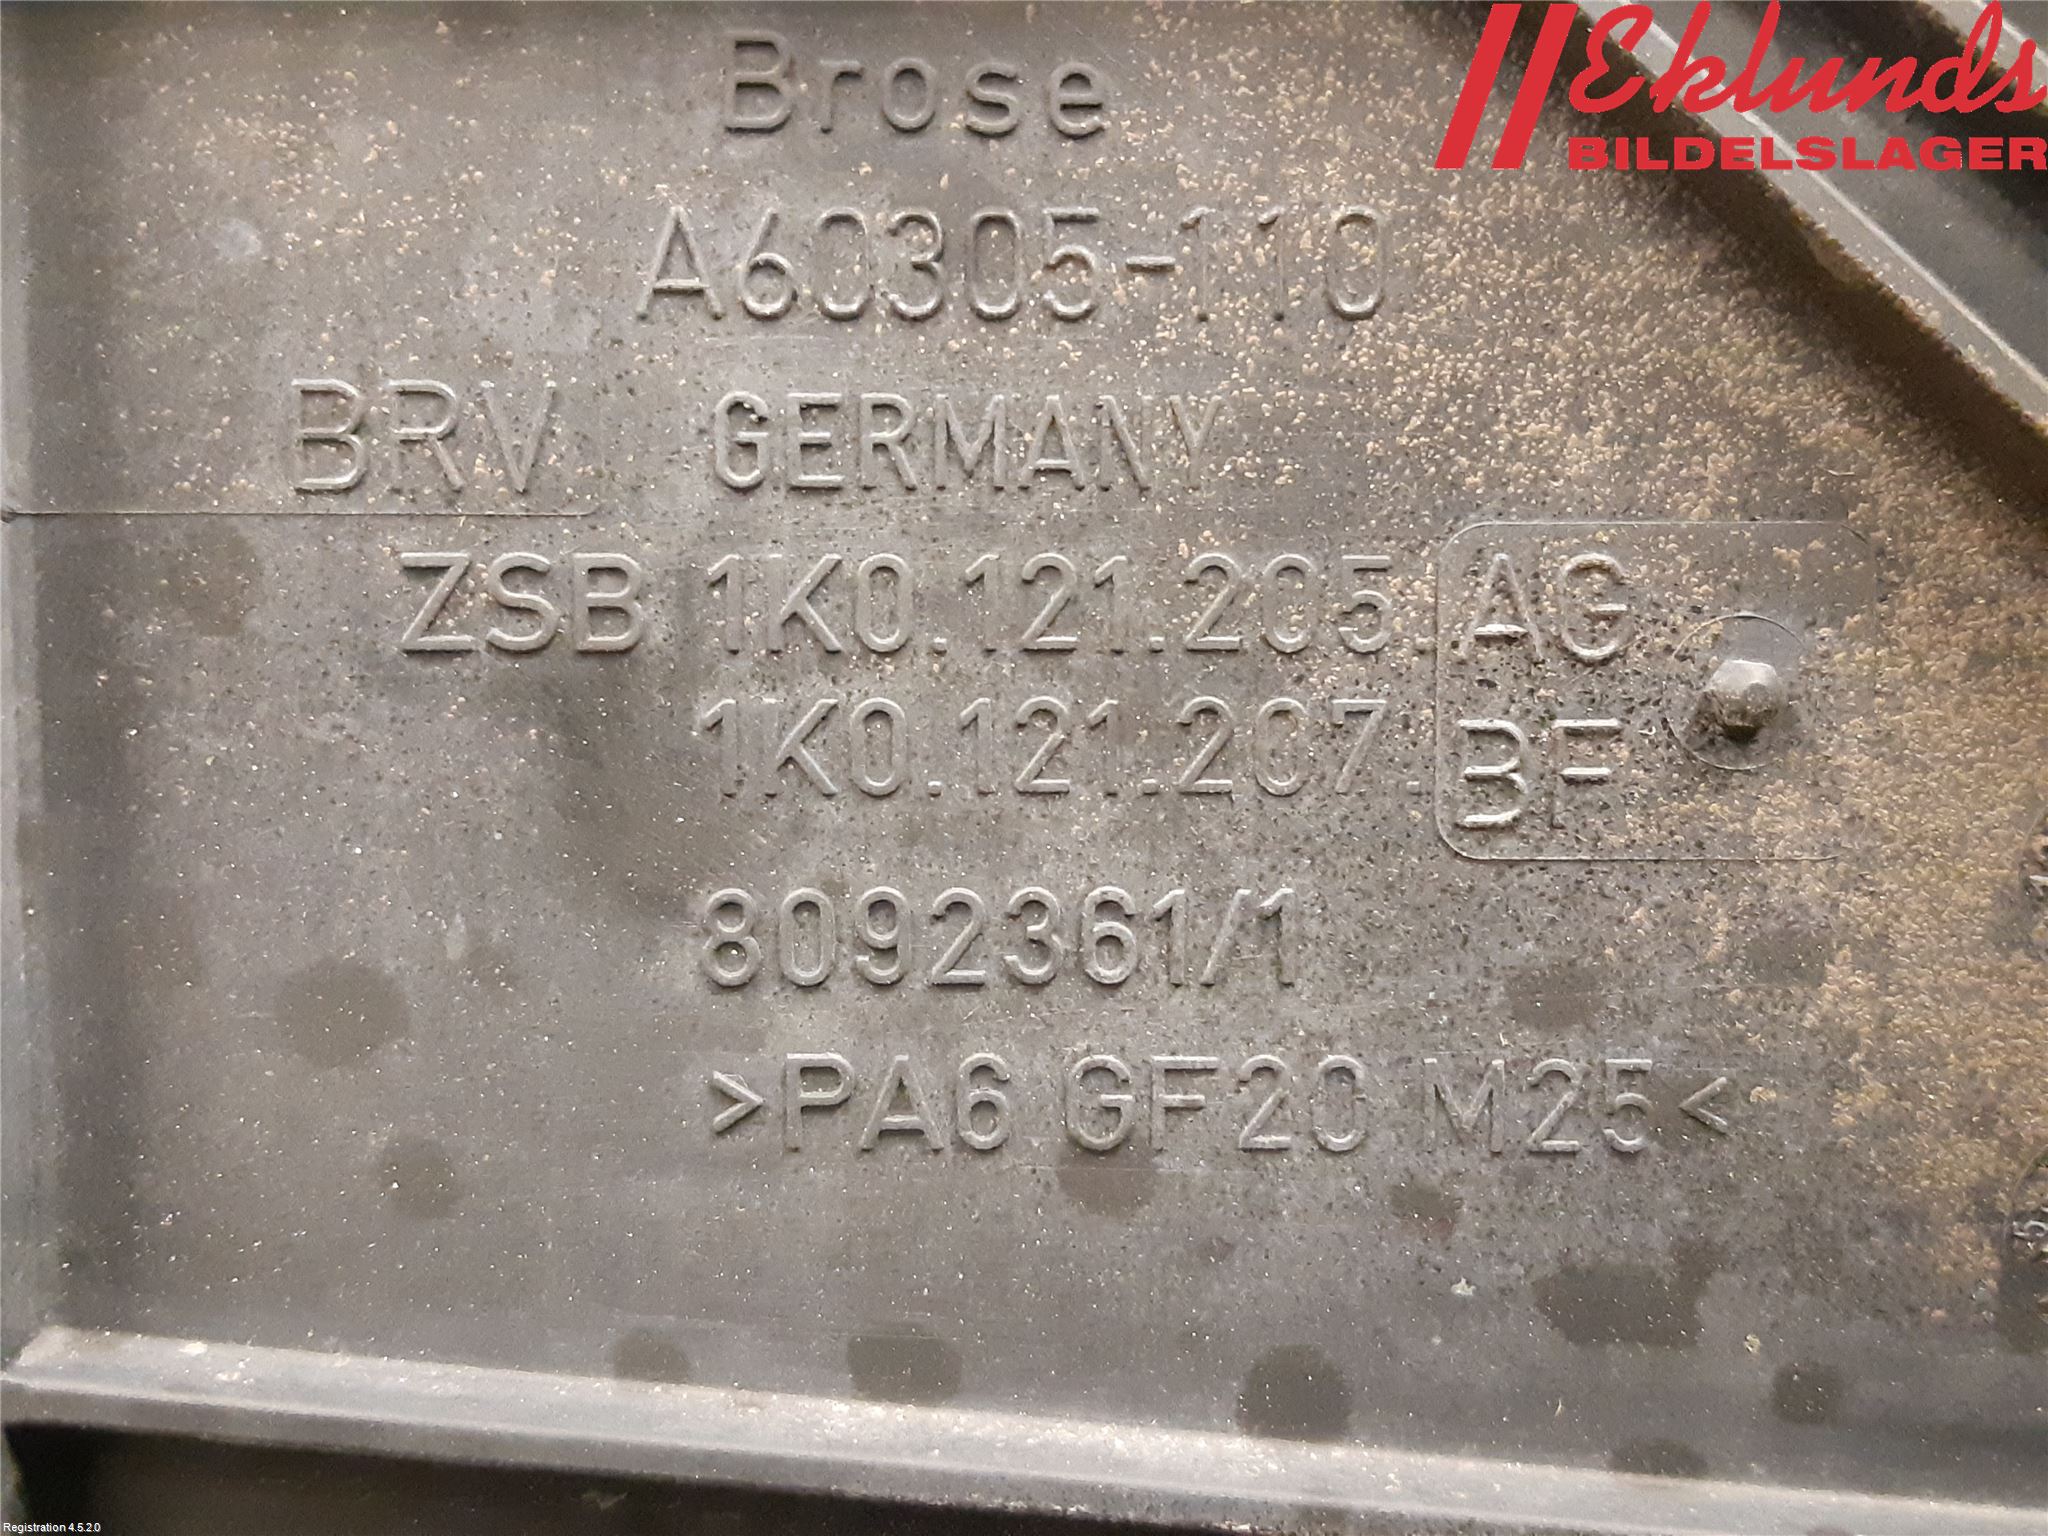 Eklunds
BILDELSLAGER
Brose
A60305-110
BRV GERMANY
ZSB 1K0.121.205. AG
1K0.121.207. BF
8092361/1
>PA6 GF20 M25<
Registration 4.5.2.0